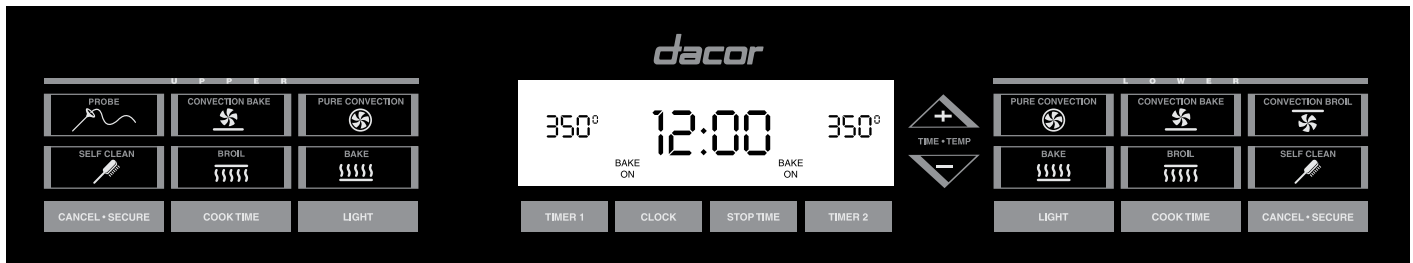 dacor
UPPER
PROBE
CONVECTION BAKE
PURE CONVECTION
SELF CLEAN
BROIL
BAKE
CANCEL • SECURE
COOK TIME
LIGHT
350°
12:00
350°
BAKE
ON
BAKE
ON
TIMER 1
CLOCK
STOP TIME
TIMER 2
+
TIME • TEMP
−
LOWER
PURE CONVECTION
CONVECTION BAKE
CONVECTION BROIL
BAKE
BROIL
SELF CLEAN
LIGHT
COOK TIME
CANCEL • SECURE